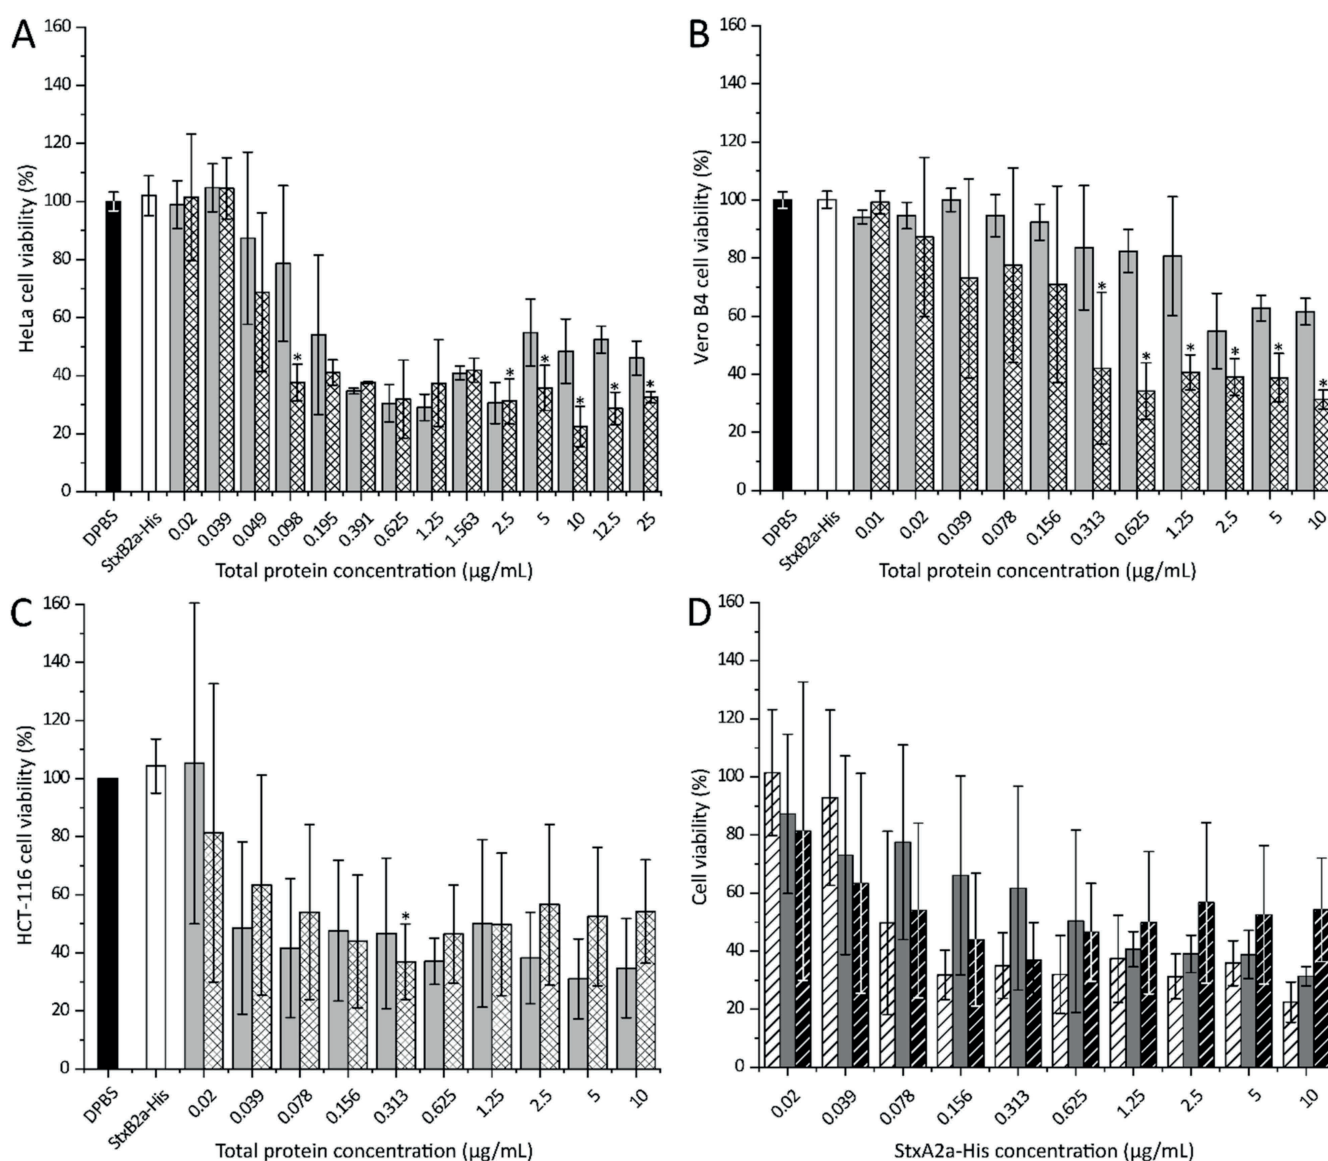 A
HeLa cell viability (%)
160
140
120
100
80
60
40
20
0
* * * * * *
DPBS StxB2a-His 0.02 0.039 0.049 0.098 0.195 0.391 0.625 1.25 1.563 2.5 5 10 12.5 25
Total protein concentration (µg/mL)
B
Vero B4 cell viability (%)
160
140
120
100
80
60
40
20
0
* * * * * *
DPBS StxB2a-His 0.01 0.02 0.039 0.078 0.156 0.313 0.625 1.25 2.5 5 10
Total protein concentration (µg/mL)
C
HCT-116 cell viability (%)
160
140
120
100
80
60
40
20
0
*
DPBS StxB2a-His 0.02 0.039 0.078 0.156 0.313 0.625 1.25 2.5 5 10
Total protein concentration (µg/mL)
D
Cell viability (%)
160
140
120
100
80
60
40
20
0
0.02 0.039 0.078 0.156 0.313 0.625 1.25 2.5 5 10
StxA2a-His concentration (µg/mL)